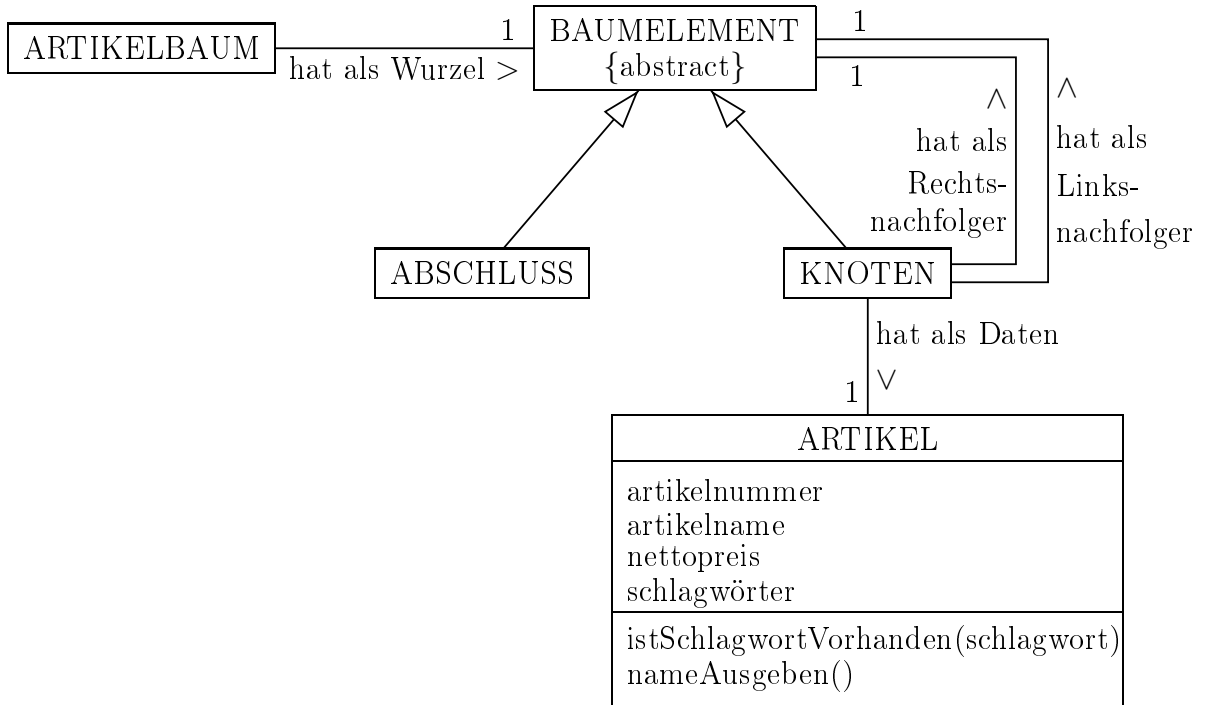 ARTIKELBAUM
1
hat als Wurzel >
BAUMELEMENT
{abstract}
1
1
∧
hat als
Rechts-
nachfolger
∧
hat als
Links-
nachfolger
ABSCHLUSS
KNOTEN
hat als Daten
∨
1
ARTIKEL
artikelnummer
artikelname
nettopreis
schlagwörter
istSchlagwortVorhanden(schlagwort)
nameAusgeben()